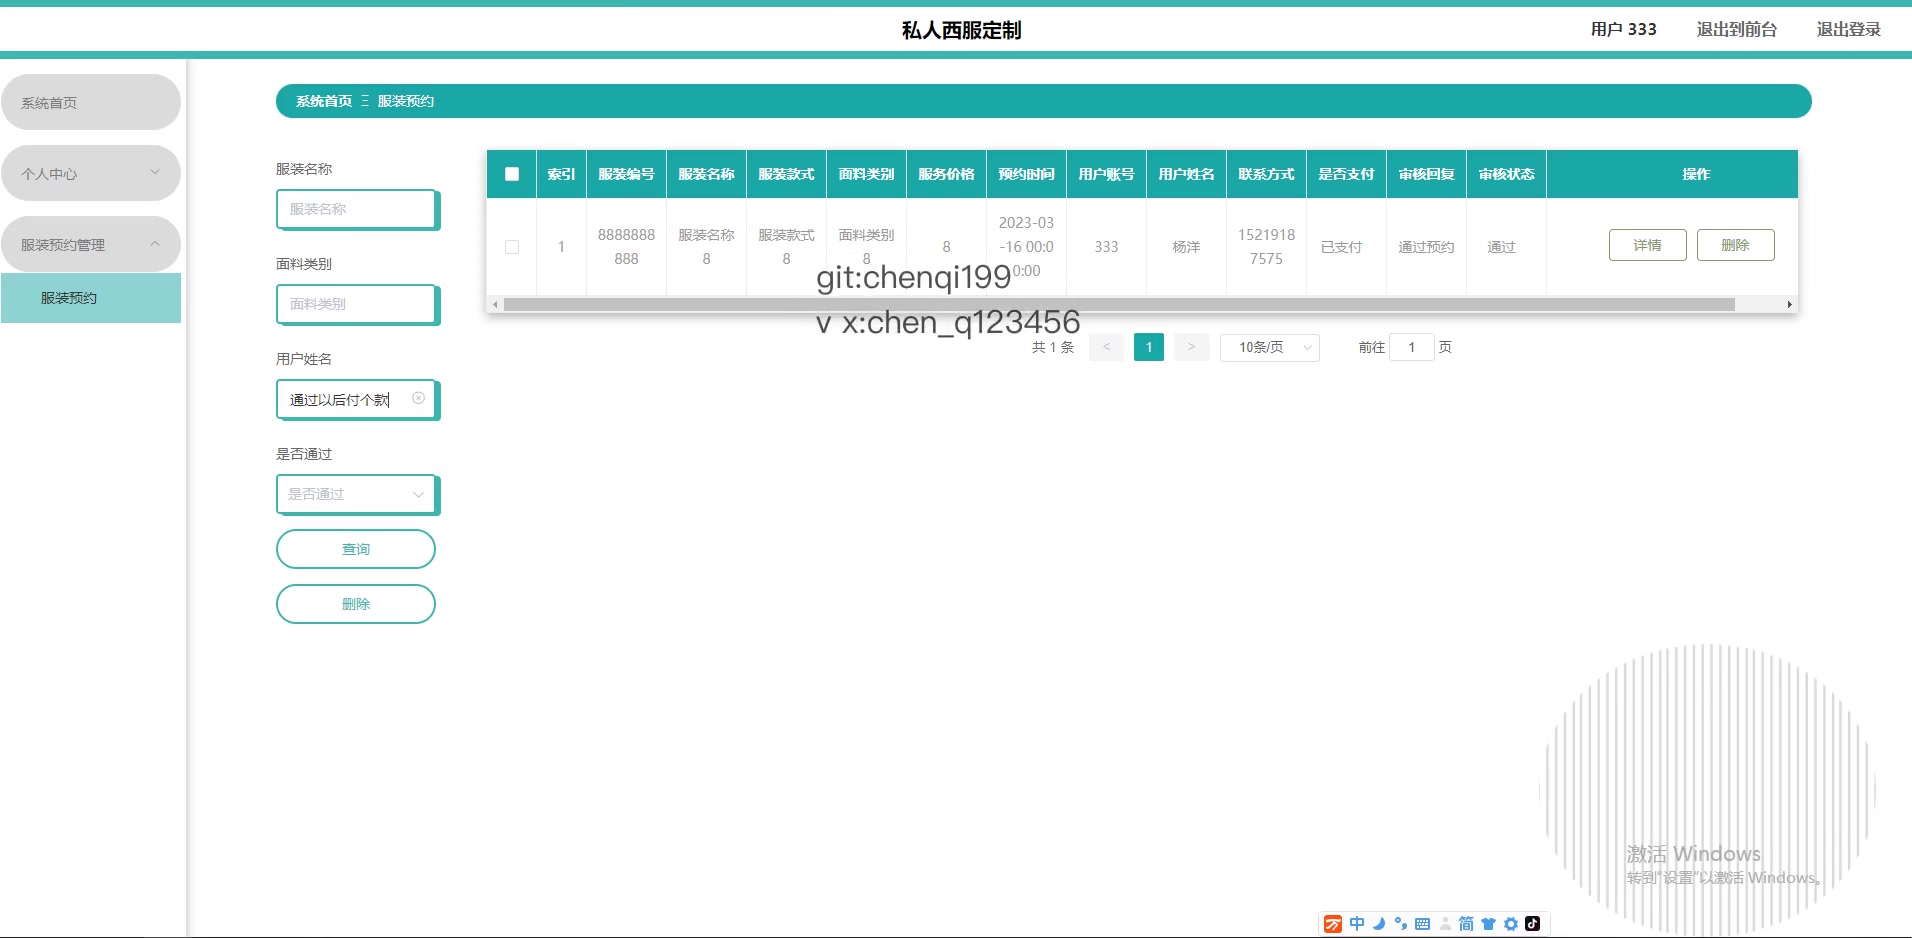 私人西服定制
用户 333
退出到前台
退出登录
系统首页
个人中心
服装预约管理
服装预约
系统首页 Ξ 服装预约
服装名称
服装名称
面料类别
面料类别
用户姓名
通过以后付个款
是否通过
是否通过
查询
删除
索引 服装编号 服装名称 服装款式 面料类别 服务价格 预约时间 用户账号 用户姓名 联系方式 是否支付 审核回复 审核状态 操作
1 8888888888 服装名称8 服装款式8 面料类别8 8 2023-03-16 00:00:00 333 杨洋 15219187575 已支付 通过预约 通过 详情 删除
git:chenqi199
v x:chen_q123456
共 1 条 < 1 > 10条/页 前往 1 页
激活 Windows
转到“设置”以激活 Windows。
中 简